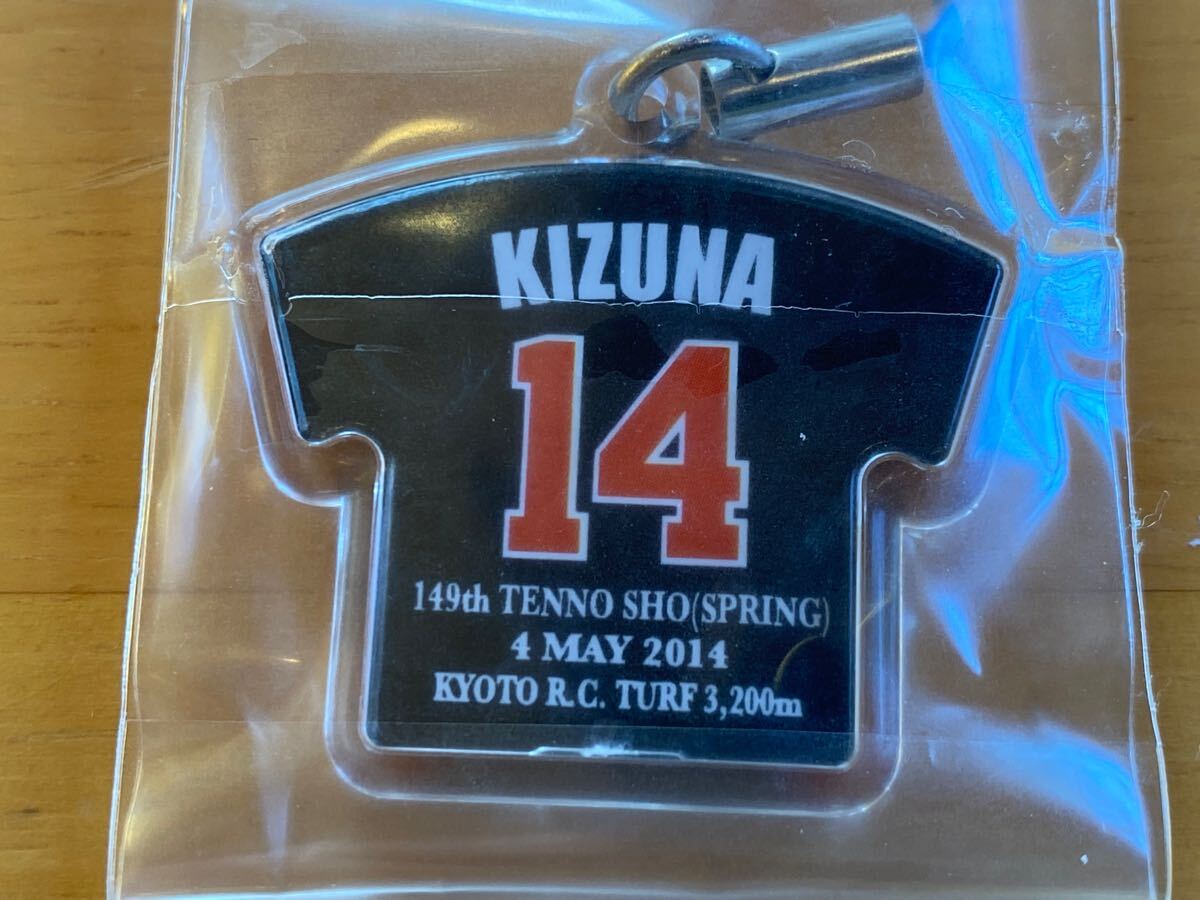 KIZUNA
14
149th TENNO SHO(SPRING)
4 MAY 2014
KYOTO R.C. TURF 3,200m